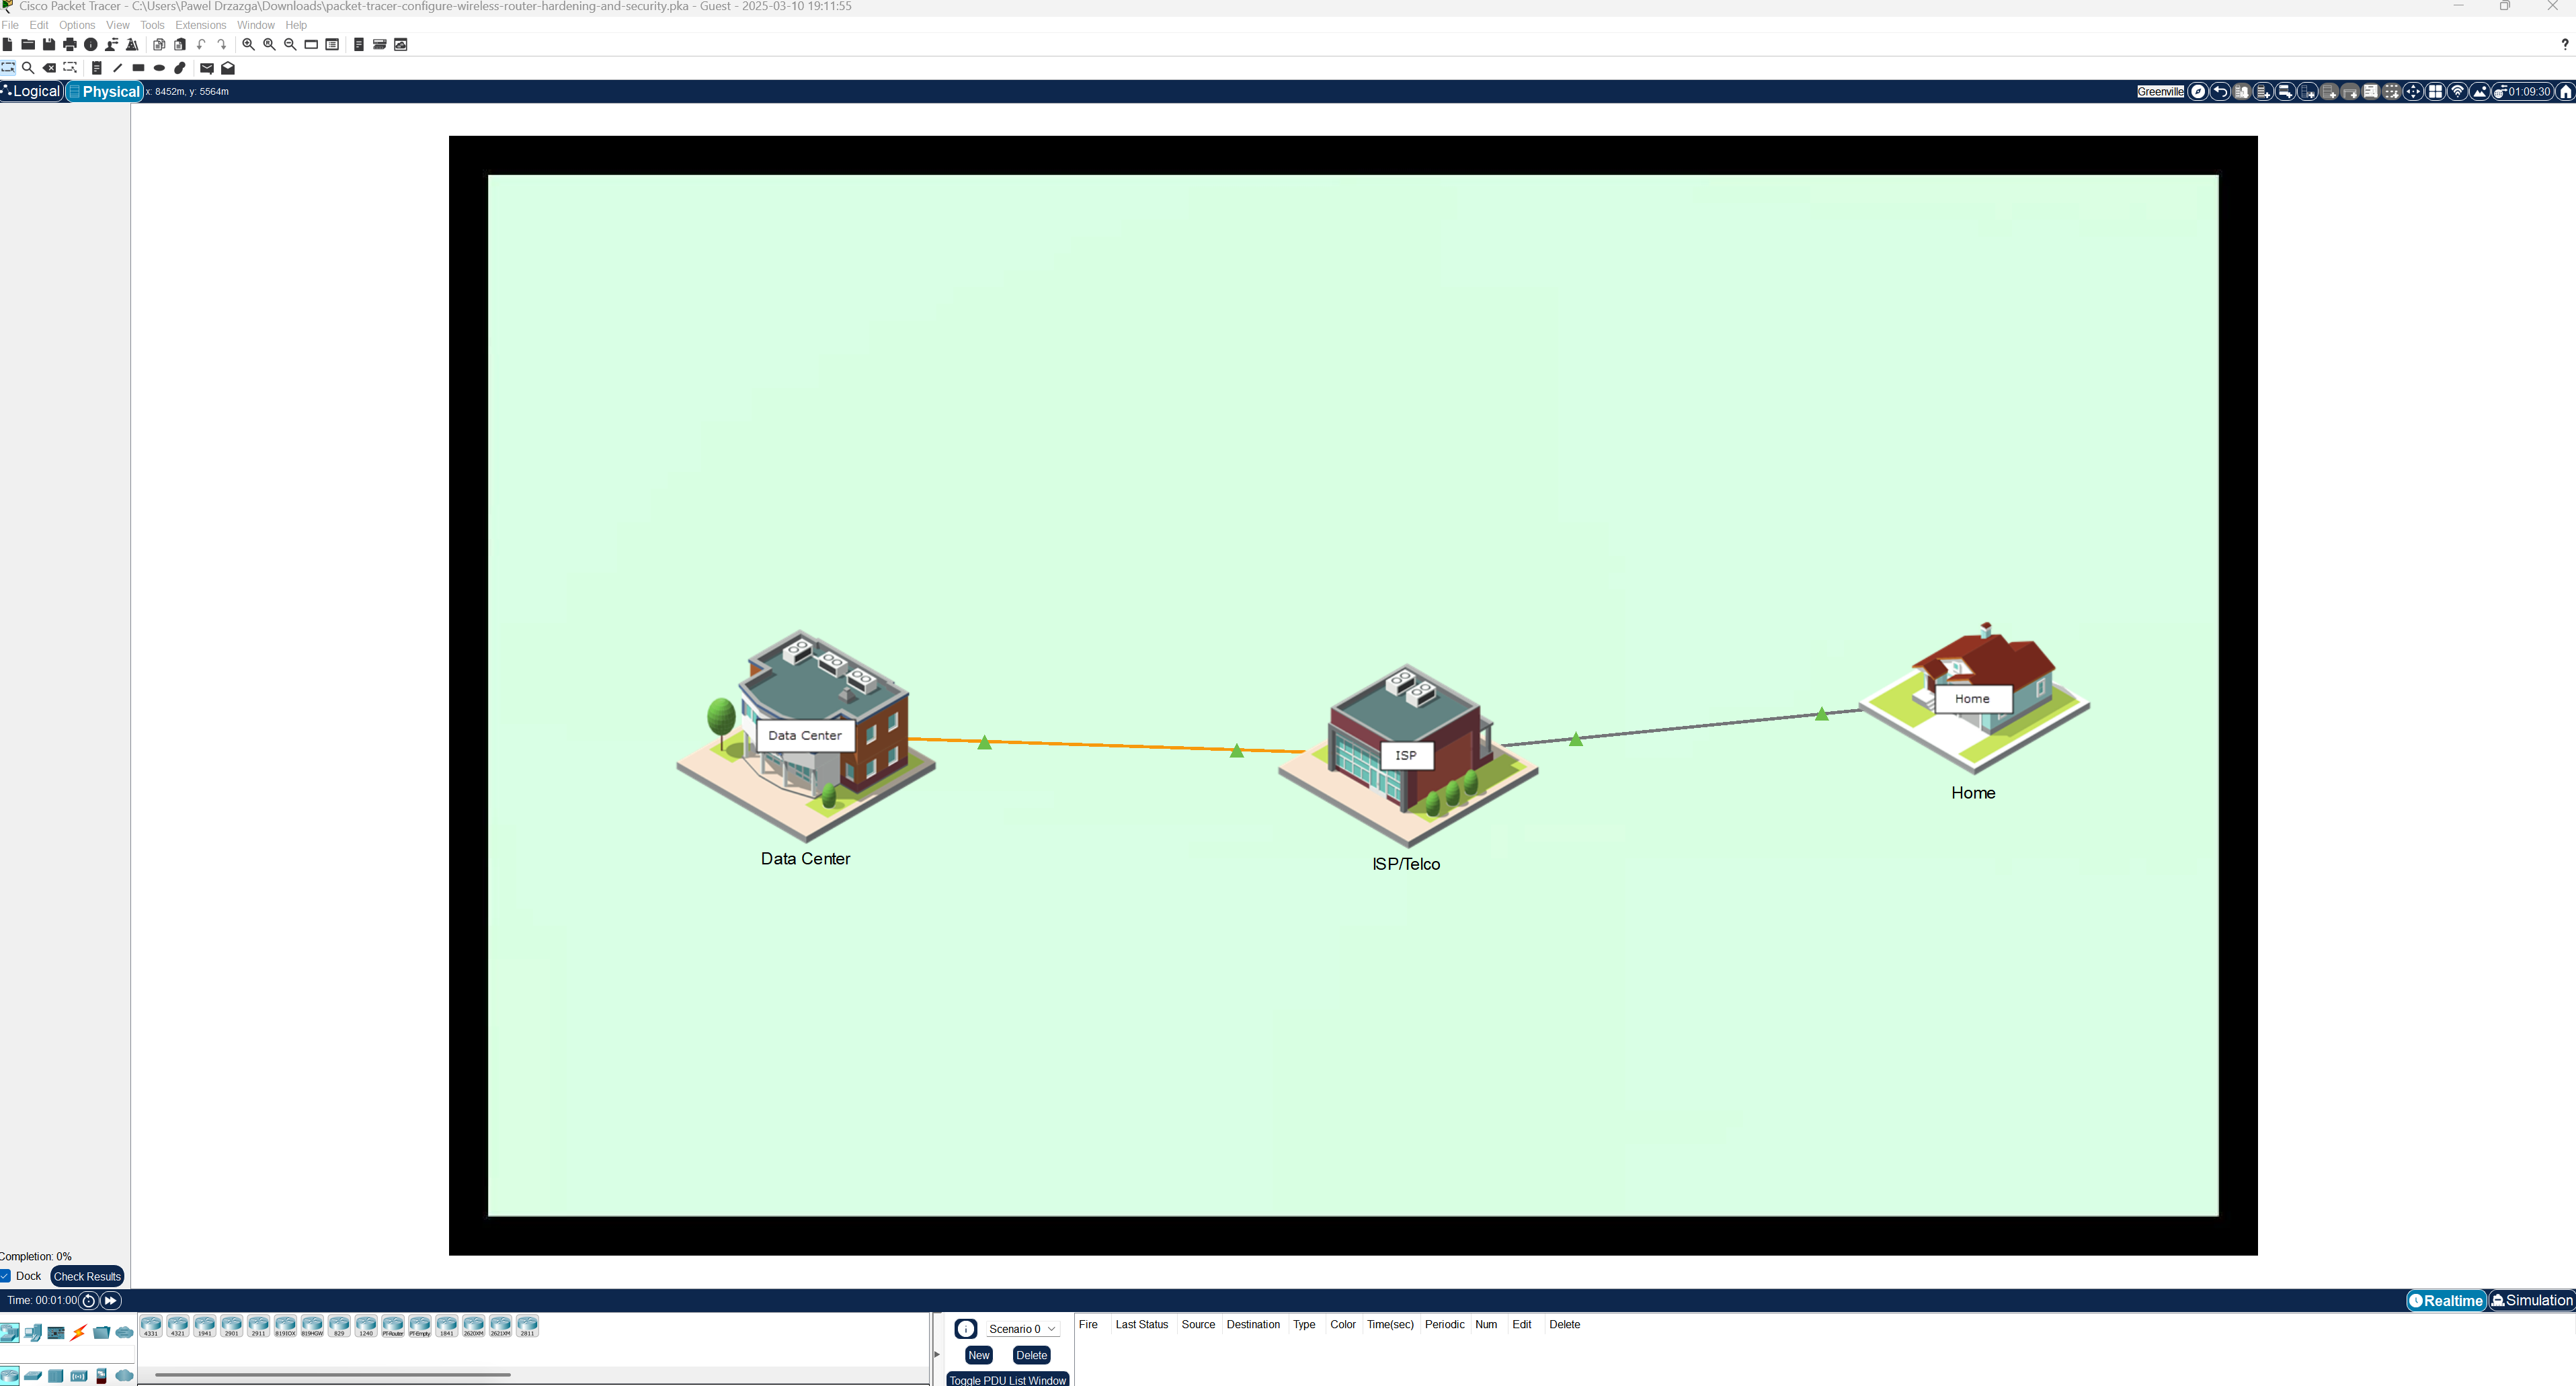 Cisco Packet Tracer - C:\Users\Pawel Drzazga\Downloads\packet-tracer-configure-wireless-router-hardening-and-security.pka - Guest - 2025-03-10 19:11:55
File Edit Options View Tools Extensions Window Help
?
Logical Physical x: 8452m, y: 5564m Greenville 01:09:30
Data Center
ISP
Home
Home
Data Center
ISP/Telco
Completion: 0%
Dock Check Results
Time: 00:01:00 Realtime Simulation
4331 4321 1941 2901 2911 819IOX 819HGW 829 1240 PT-Router PT-Empty 1841 2620XM 2621XM 2811
Scenario 0
New Delete
Toggle PDU List Window
Fire Last Status Source Destination Type Color Time(sec) Periodic Num Edit Delete